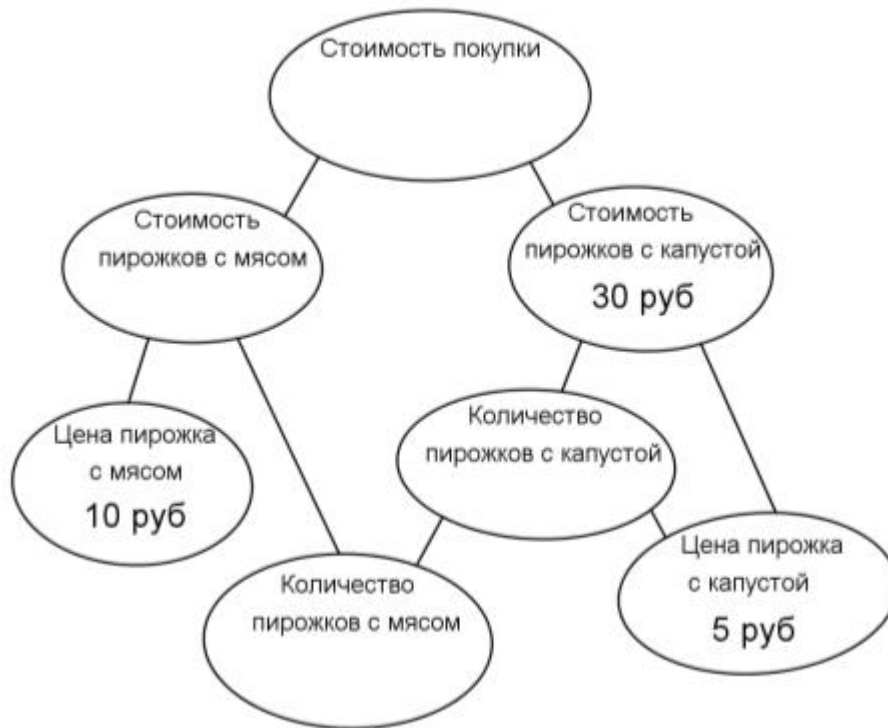 Стоимость покупки
Стоимость
пирожков с мясом
Стоимость
пирожков с капустой
30 руб
Цена пирожка
с мясом
10 руб
Количество
пирожков с капустой
Количество
пирожков с мясом
Цена пирожка
с капустой
5 руб